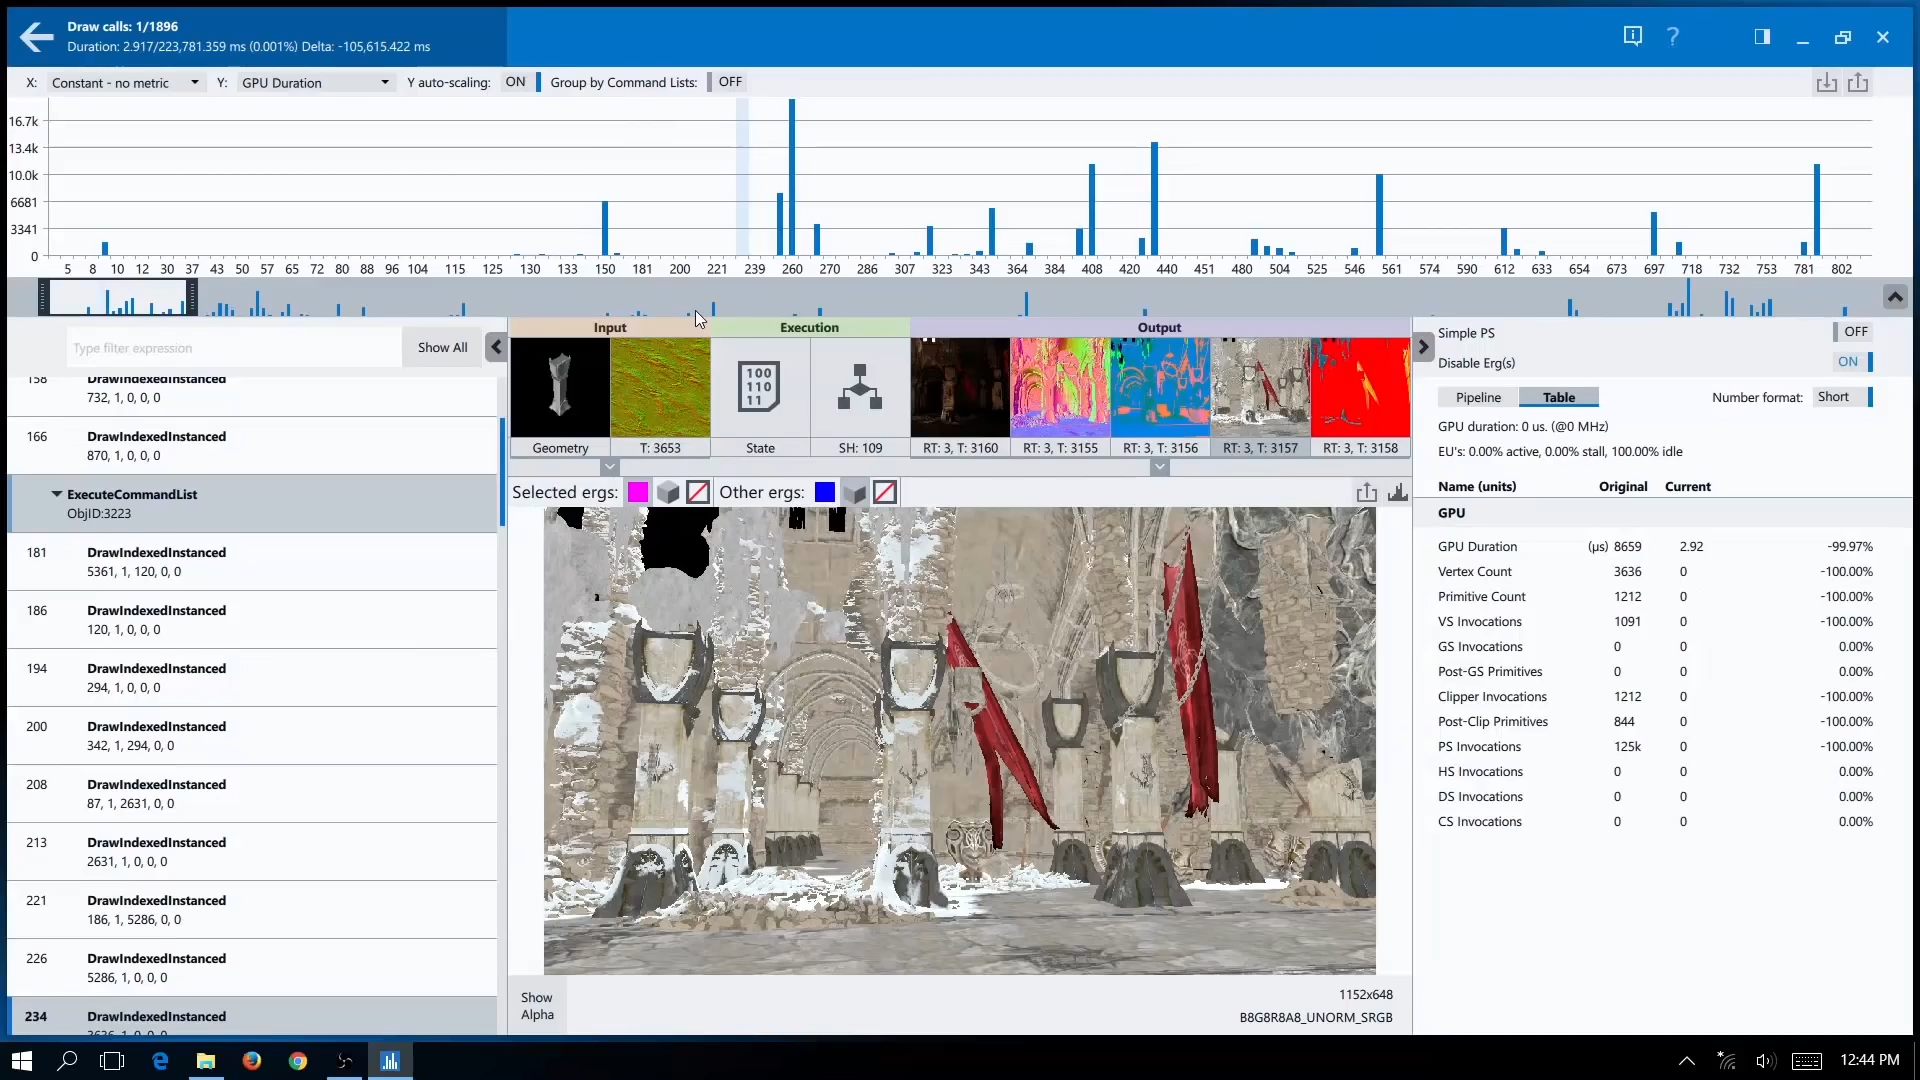 Draw calls: 1/1896
Duration: 2.917/223,781.359 ms (0.001%) Delta: -105,615.422 ms
X: Constant - no metric Y: GPU Duration Y auto-scaling: ON Group by Command Lists: OFF
16.7k
13.4k
10.0k
6681
3341
0
5 8 10 12 30 37 43 50 57 65 72 80 88 96 104 115 125 130 133 150 181 200 221 239 260 270 286 307 323 343 364 384 408 420 440 451 480 504 525 546 561 574 590 612 633 654 673 697 718 732 753 781 802
Type filter expression Show All
158 DrawIndexedInstanced
732, 1, 0, 0, 0
166 DrawIndexedInstanced
870, 1, 0, 0, 0
ExecuteCommandList
ObjID:3223
181 DrawIndexedInstanced
5361, 1, 120, 0, 0
186 DrawIndexedInstanced
120, 1, 0, 0, 0
194 DrawIndexedInstanced
294, 1, 0, 0, 0
200 DrawIndexedInstanced
342, 1, 294, 0, 0
208 DrawIndexedInstanced
87, 1, 2631, 0, 0
213 DrawIndexedInstanced
2631, 1, 0, 0, 0
221 DrawIndexedInstanced
186, 1, 5286, 0, 0
226 DrawIndexedInstanced
5286, 1, 0, 0, 0
234 DrawIndexedInstanced
3636, 1, 0, 0, 0
Input Execution Output
100
110
11
Geometry T: 3653 State SH: 109 RT: 3, T: 3160 RT: 3, T: 3155 RT: 3, T: 3156 RT: 3, T: 3157 RT: 3, T: 3158
Selected ergs: Other ergs:
Show
Alpha
1152x648
B8G8R8A8_UNORM_SRGB
Simple PS OFF
Disable Erg(s) ON
Pipeline Table Number format: Short
GPU duration: 0 us. (@0 MHz)
EU's: 0.00% active, 0.00% stall, 100.00% idle
Name (units) Original Current
GPU
GPU Duration (μs) 8659 2.92 -99.97%
Vertex Count 3636 0 -100.00%
Primitive Count 1212 0 -100.00%
VS Invocations 1091 0 -100.00%
GS Invocations 0 0 0.00%
Post-GS Primitives 0 0 0.00%
Clipper Invocations 1212 0 -100.00%
Post-Clip Primitives 844 0 -100.00%
PS Invocations 125k 0 -100.00%
HS Invocations 0 0 0.00%
DS Invocations 0 0 0.00%
CS Invocations 0 0 0.00%
12:44 PM